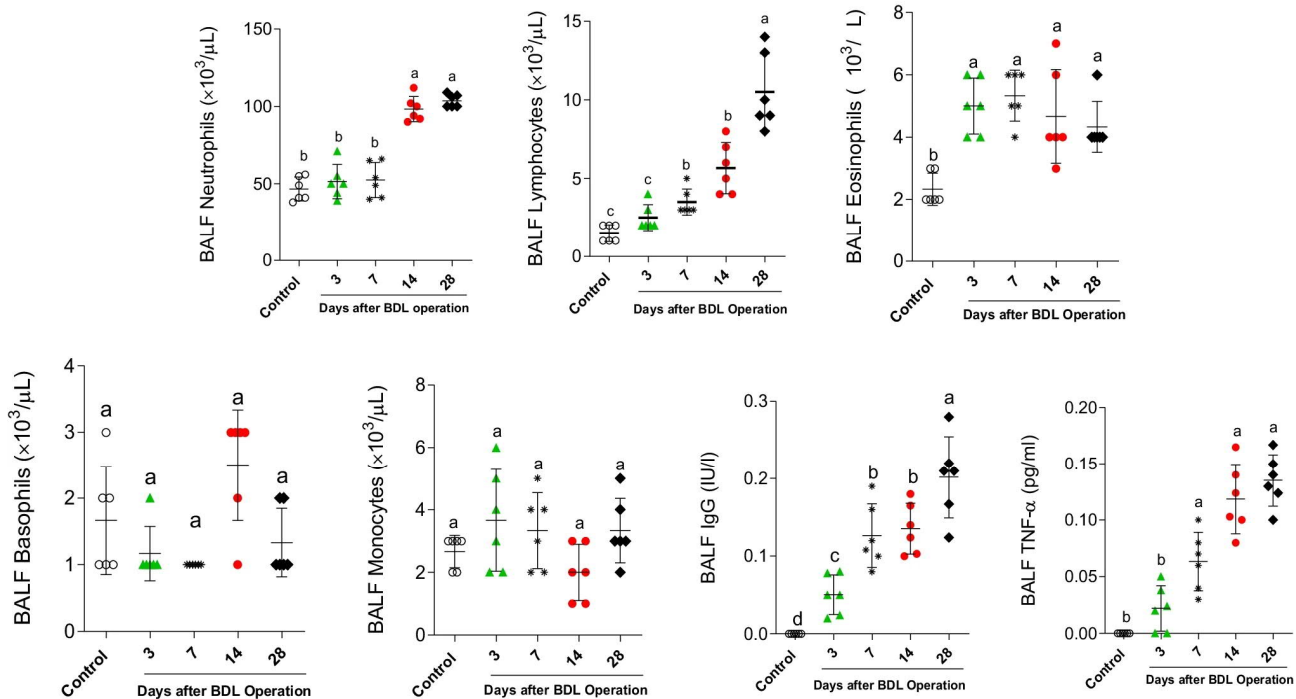 BALF Neutrophils (×10³/μL)
150
100
50
0
b
b
b
a
a
Control
3
7
14
28
Days after BDL Operation
BALF Lymphocytes (×10³/μL)
15
10
5
0
c
c
b
b
a
Control
3
7
14
28
Days after BDL operation
BALF Eosinophils ( 10³/ L)
8
6
4
2
0
b
a
a
a
a
Control
3
7
14
28
Days after BDL Operation
BALF Basophils (×10³/μL)
4
3
2
1
0
a
a
a
a
a
Control
3
7
14
28
Days after BDL Operation
BALF Monocytes (×10³/μL)
8
6
4
2
0
a
a
a
a
a
Control
3
7
14
28
Days after BDL Operation
BALF IgG (IU/l)
0.3
0.2
0.1
0.0
d
c
b
b
a
Control
3
7
14
28
Days after BDL Operation
BALF TNF-α (pg/ml)
0.20
0.15
0.10
0.05
0.00
b
b
a
a
a
Control
3
7
14
28
Days after BDL Operation